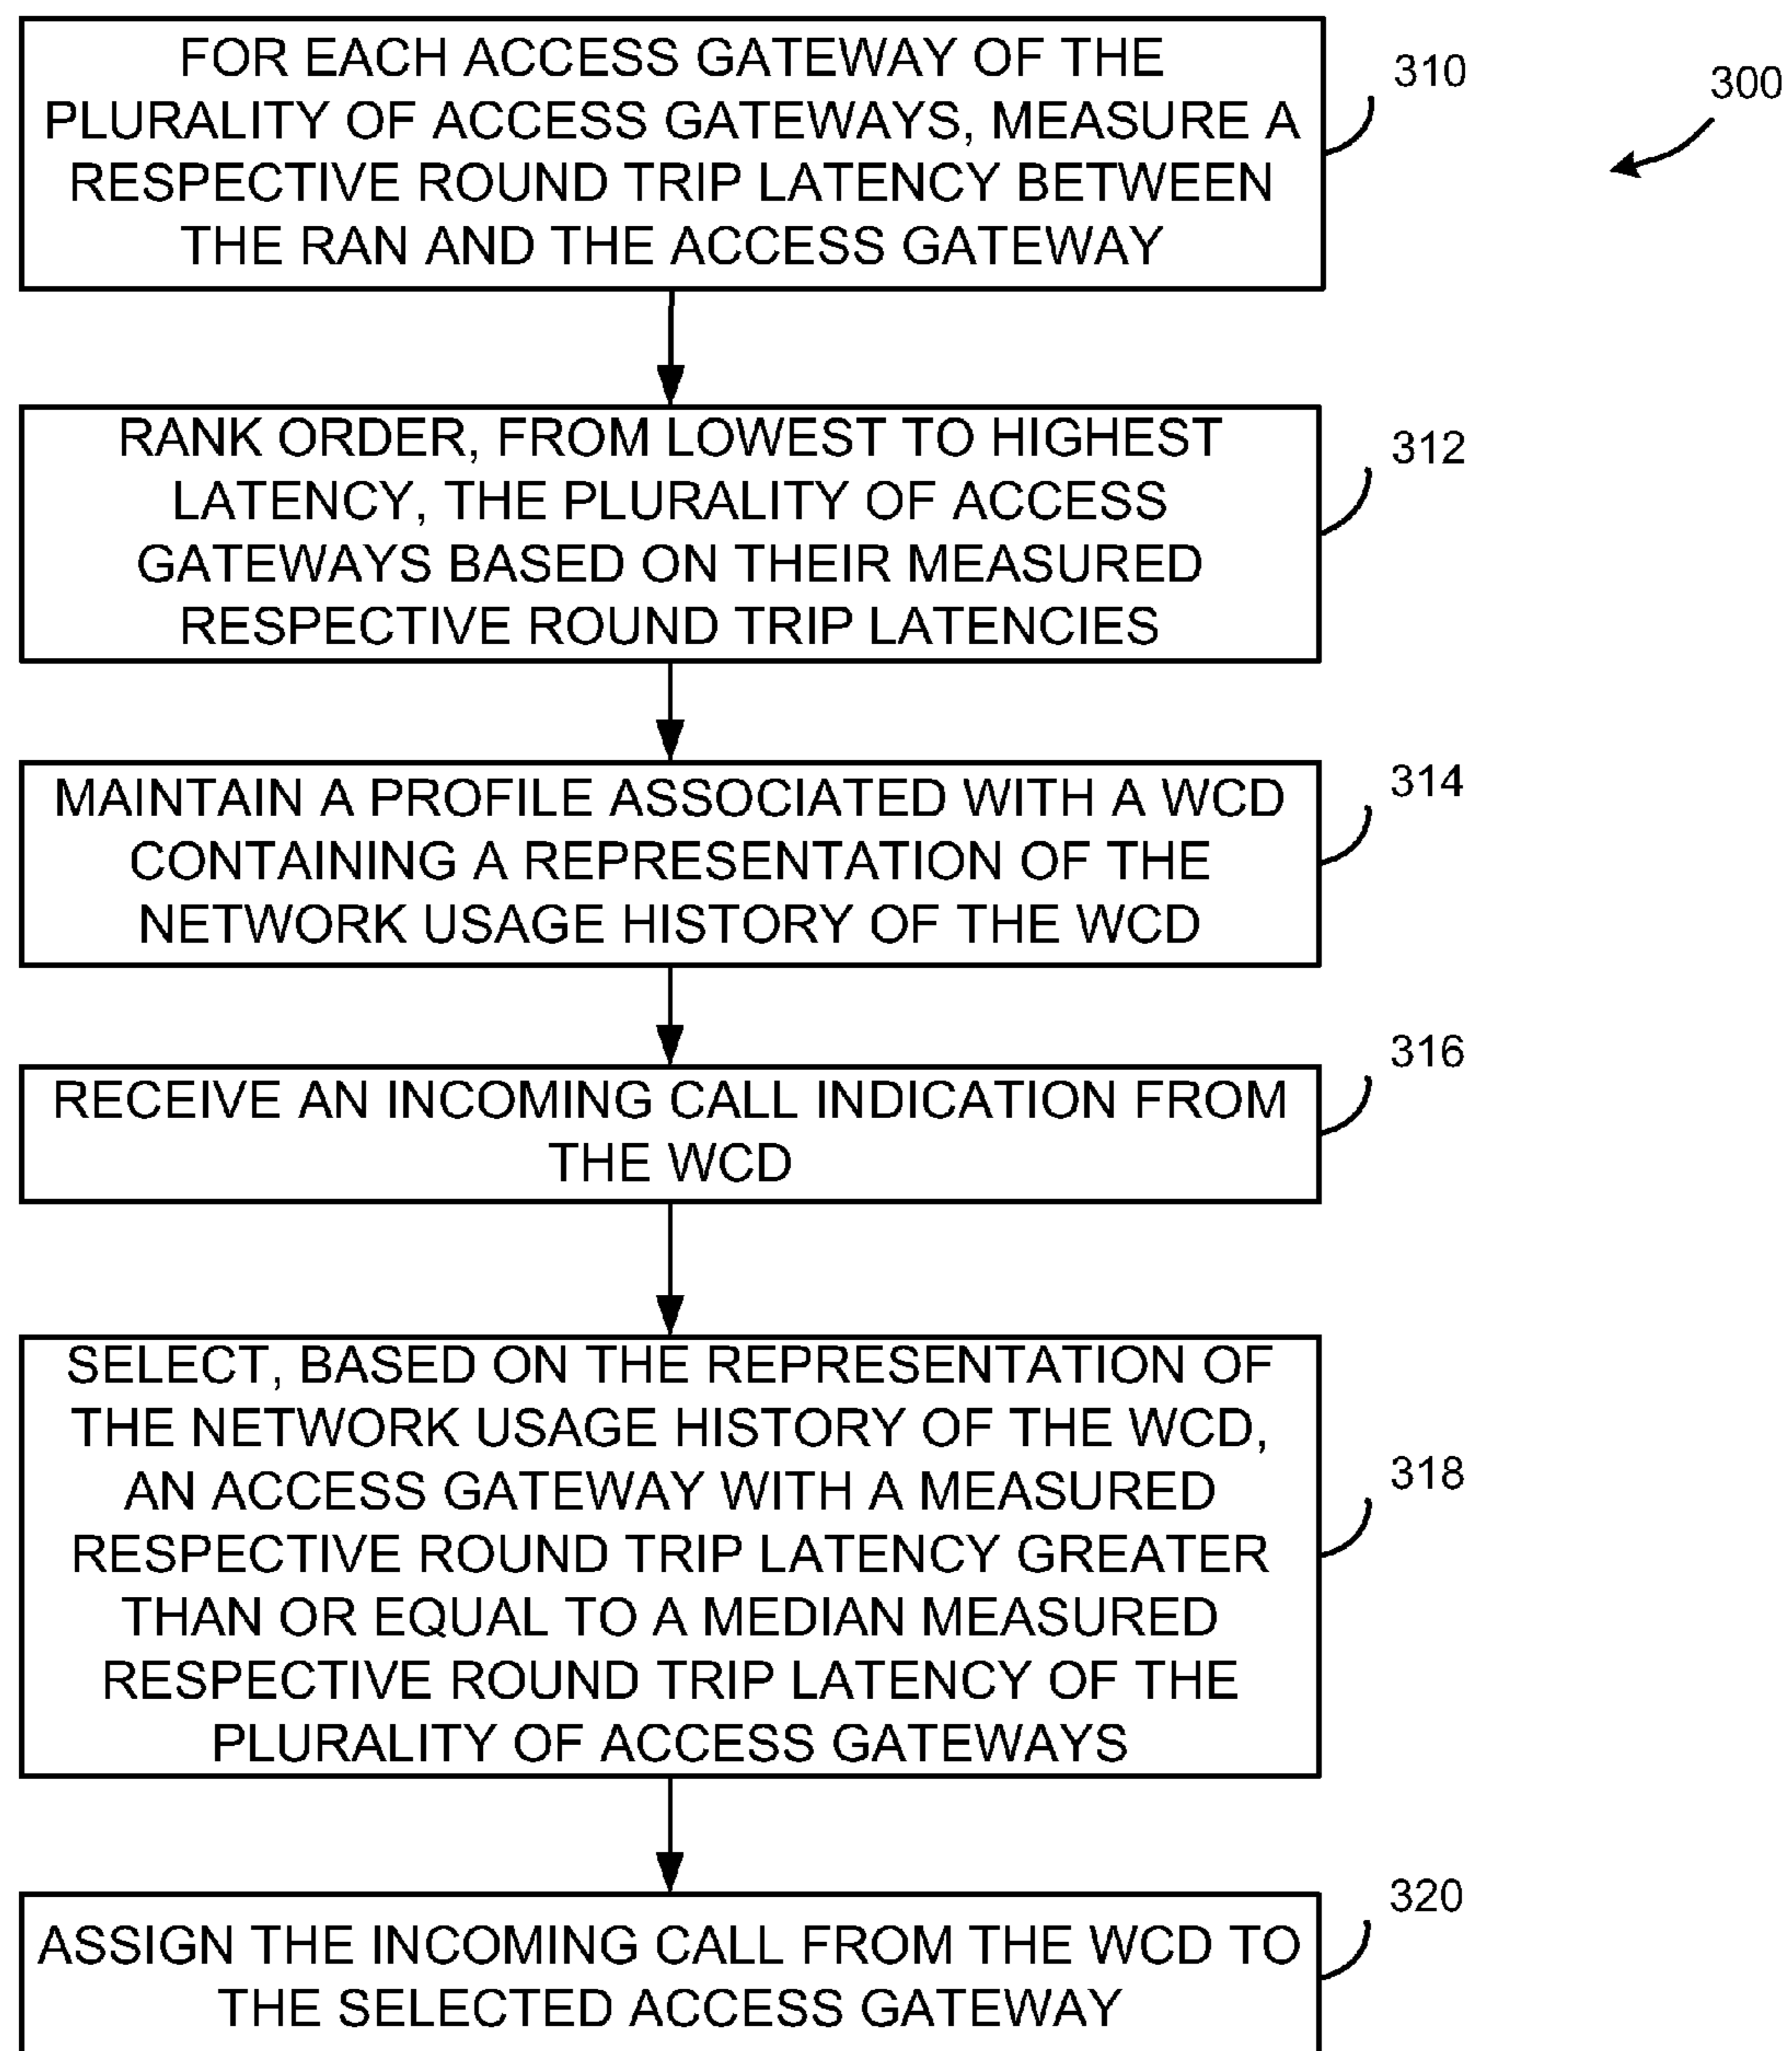 FOR EACH ACCESS GATEWAY OF THE
PLURALITY OF ACCESS GATEWAYS, MEASURE A
RESPECTIVE ROUND TRIP LATENCY BETWEEN
THE RAN AND THE ACCESS GATEWAY
310
300
RANK ORDER, FROM LOWEST TO HIGHEST
LATENCY, THE PLURALITY OF ACCESS
GATEWAYS BASED ON THEIR MEASURED
RESPECTIVE ROUND TRIP LATENCIES
312
MAINTAIN A PROFILE ASSOCIATED WITH A WCD
CONTAINING A REPRESENTATION OF THE
NETWORK USAGE HISTORY OF THE WCD
314
RECEIVE AN INCOMING CALL INDICATION FROM
THE WCD
316
SELECT, BASED ON THE REPRESENTATION OF
THE NETWORK USAGE HISTORY OF THE WCD,
AN ACCESS GATEWAY WITH A MEASURED
RESPECTIVE ROUND TRIP LATENCY GREATER
THAN OR EQUAL TO A MEDIAN MEASURED
RESPECTIVE ROUND TRIP LATENCY OF THE
PLURALITY OF ACCESS GATEWAYS
318
ASSIGN THE INCOMING CALL FROM THE WCD TO
THE SELECTED ACCESS GATEWAY
320